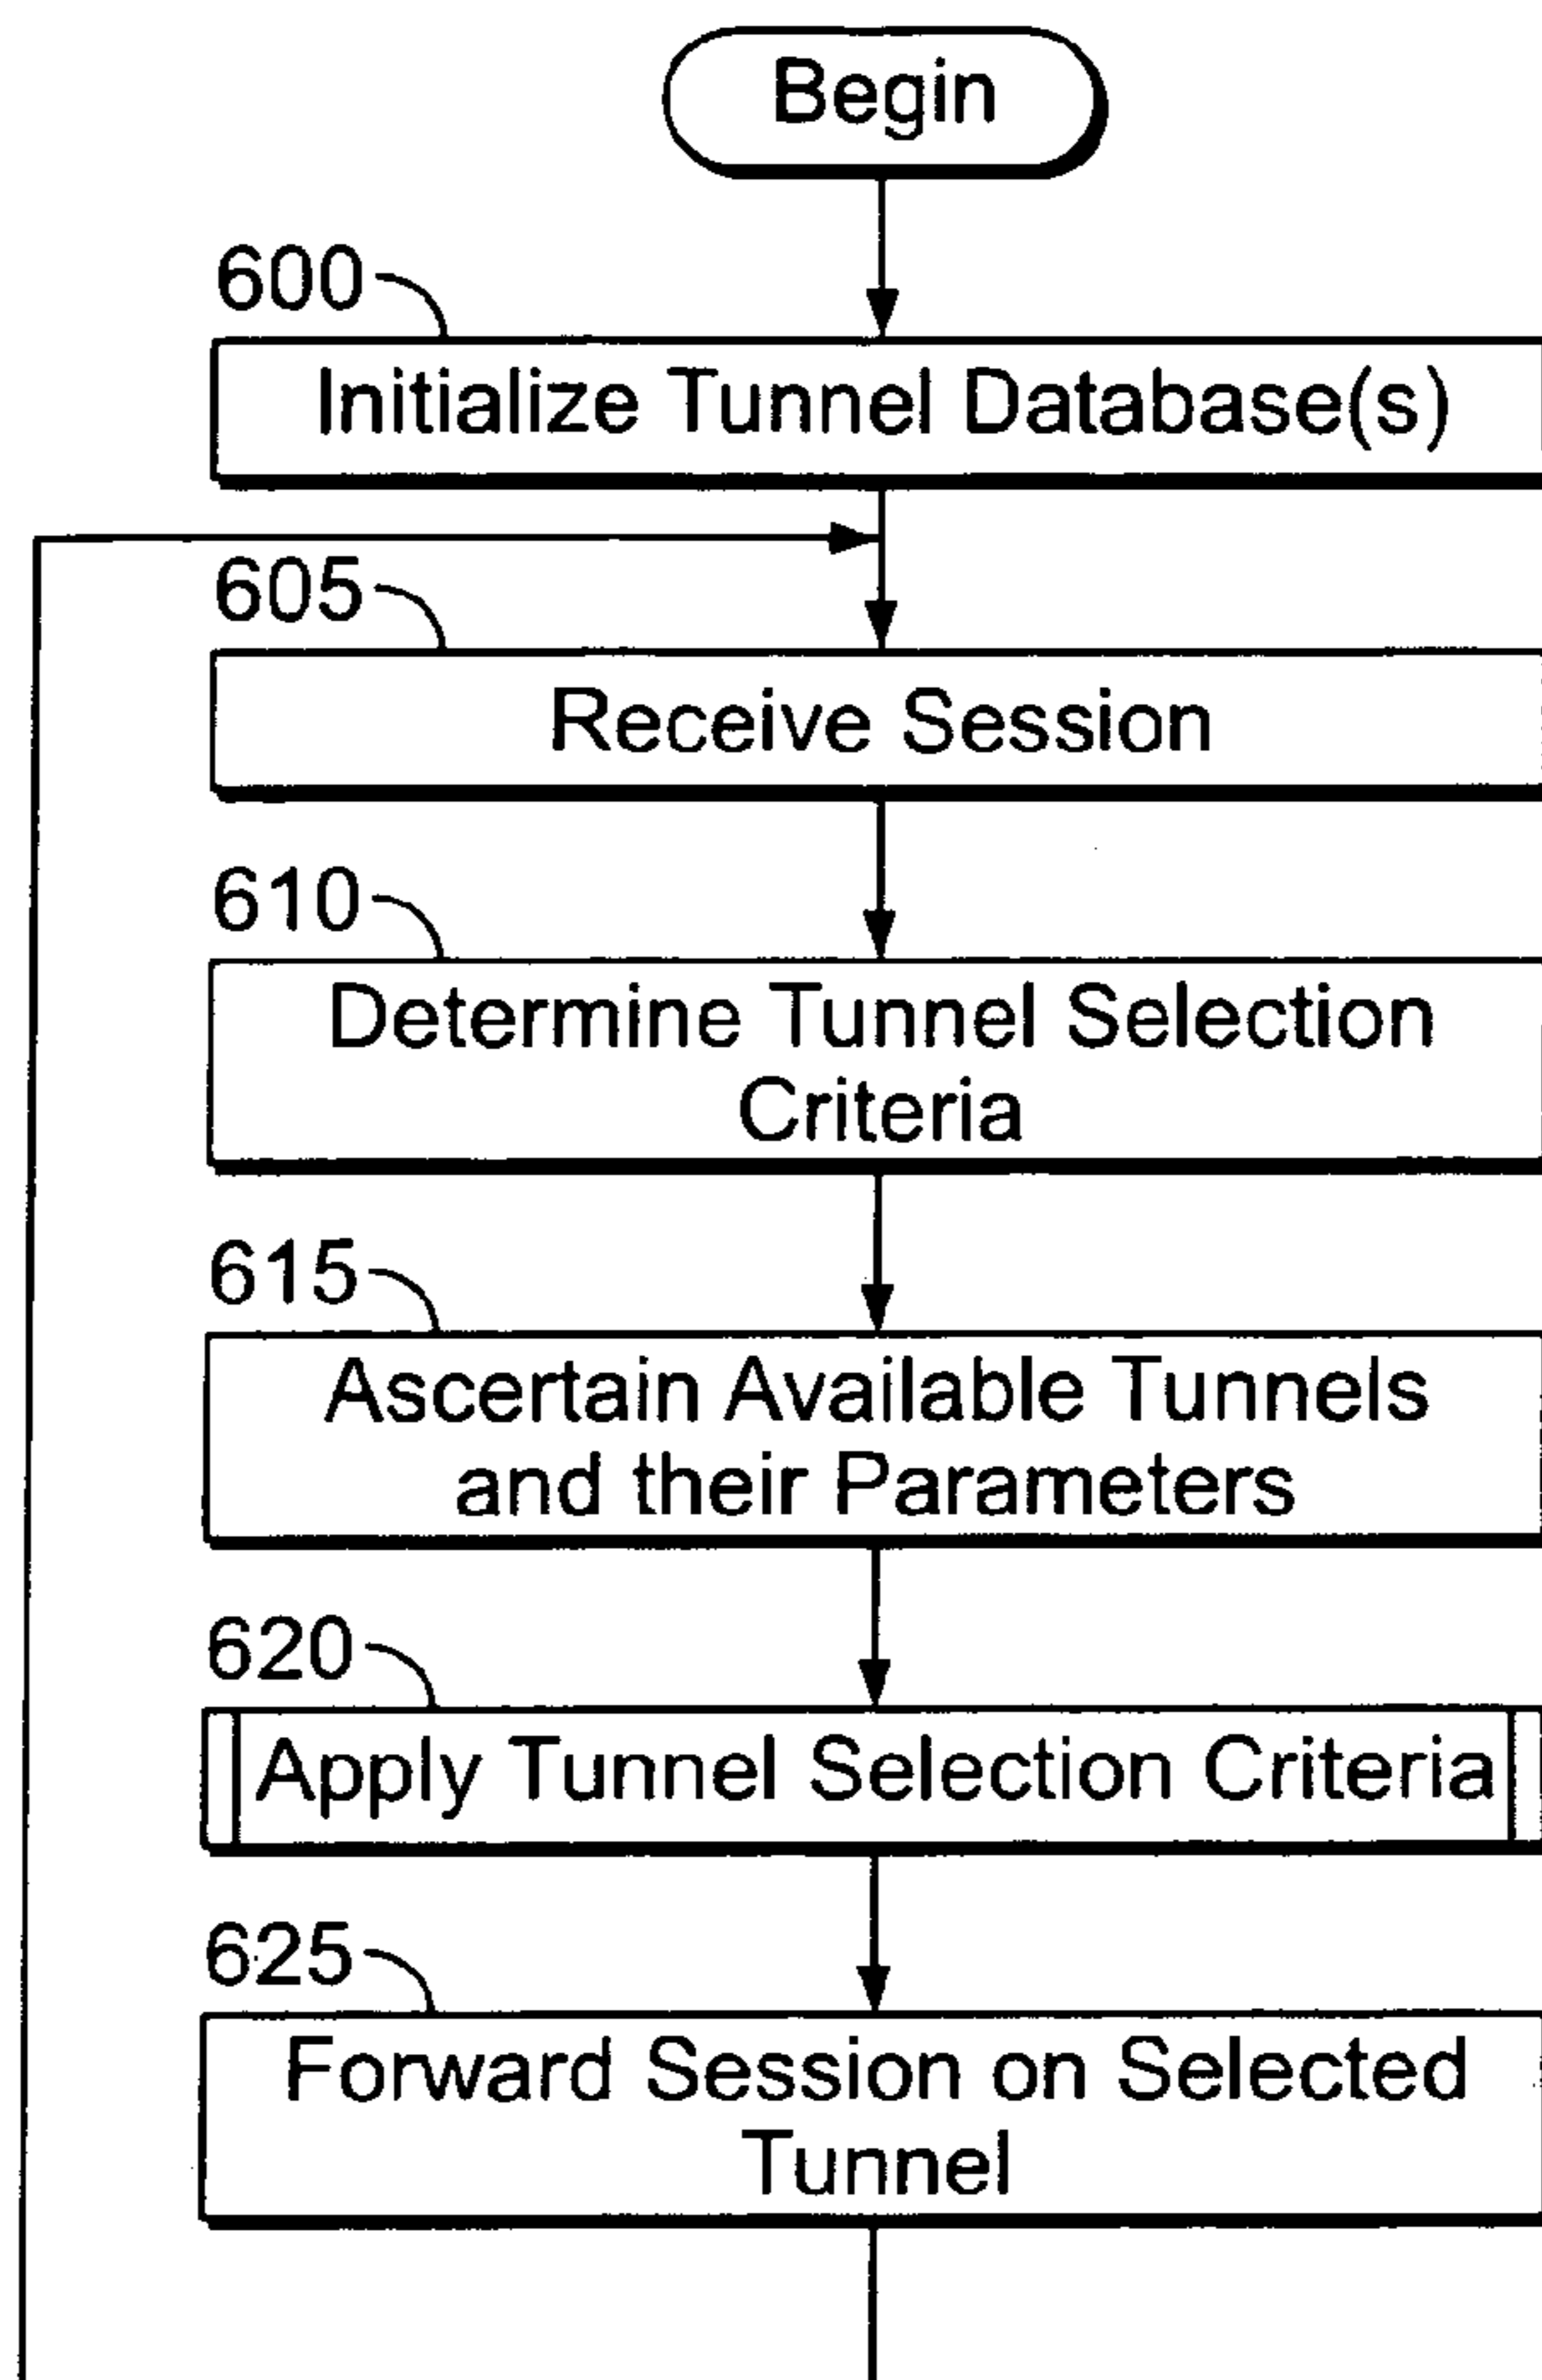 Begin
600
Initialize Tunnel Database(s)
605
Receive Session
610
Determine Tunnel Selection
Criteria
615
Ascertain Available Tunnels
and their Parameters
620
Apply Tunnel Selection Criteria
625
Forward Session on Selected
Tunnel